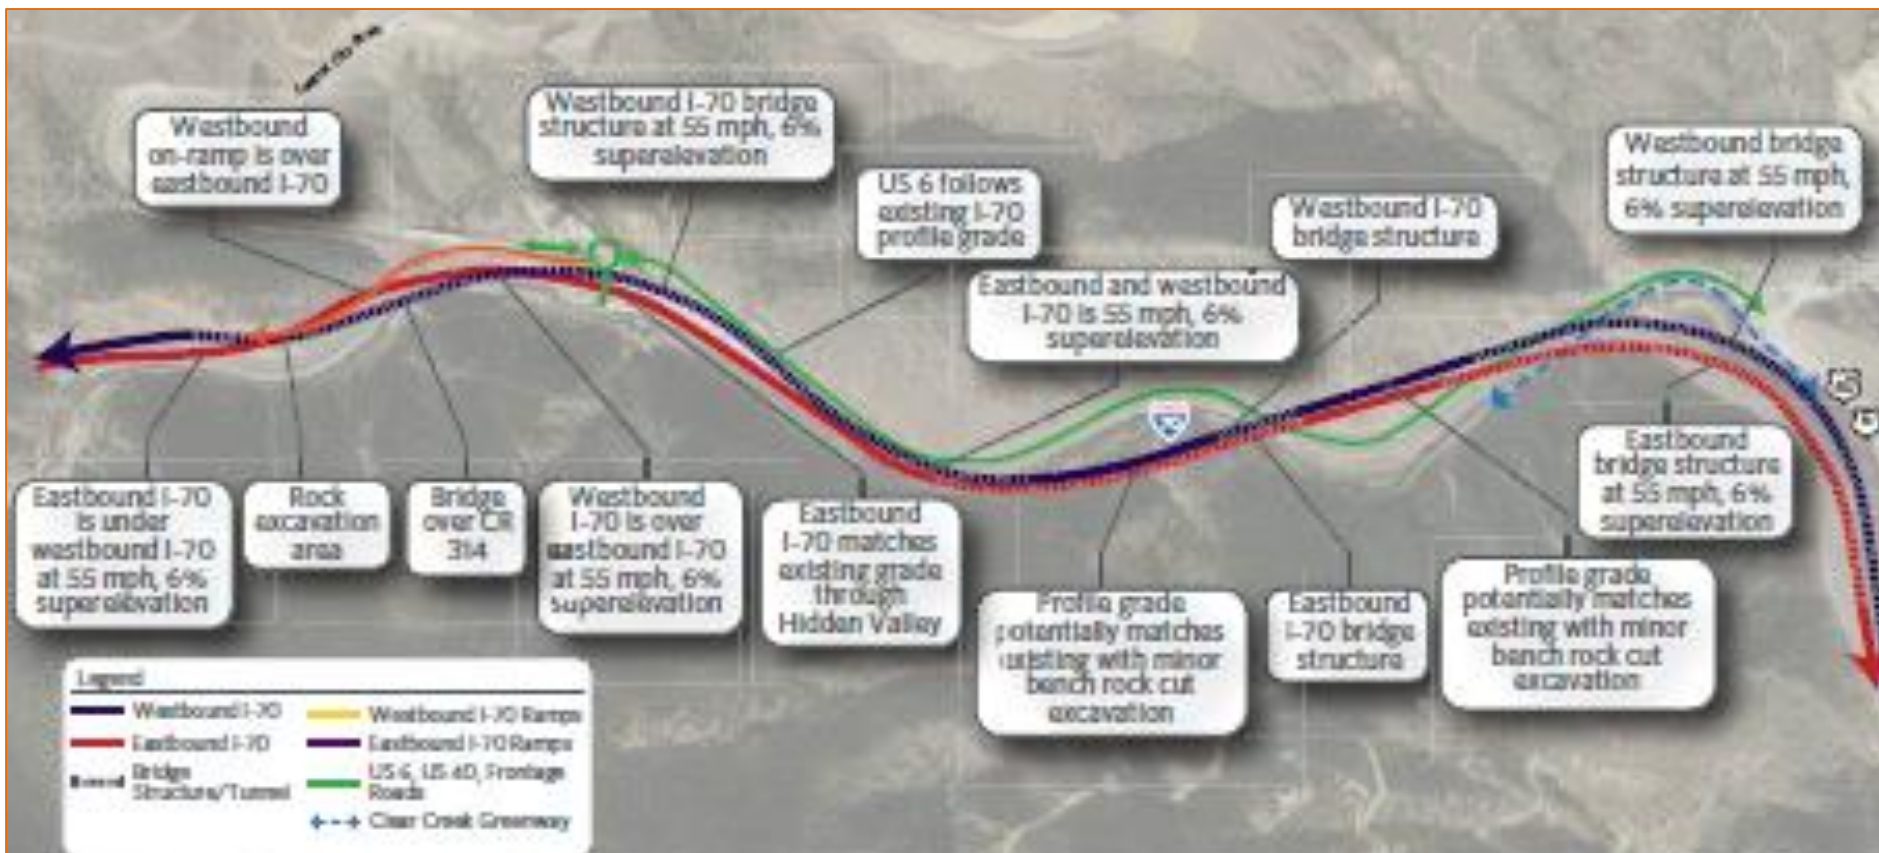 Westbound
on-ramp is over
eastbound I-70
Westbound I-70 bridge
structure at 55 mph, 6%
superelevation
US 6 follows
existing I-70
profile grade
Eastbound and westbound
I-70 is 55 mph, 6%
superelevation
Westbound I-70
bridge structure
Westbound bridge
structure at 55 mph,
6% superelevation
Eastbound I-70
is under
westbound I-70
at 55 mph, 6%
superelevation
Rock
excavation
area
Bridge
over CR
314
Westbound
I-70 is over
eastbound I-70
at 55 mph, 6%
superelevation
Eastbound
I-70 matches
existing grade
through
Hidden Valley
Profile grade
potentially matches
existing with minor
bench rock cut
excavation
Eastbound
I-70 bridge
structure
Profile grade
potentially matches
existing with minor
bench rock cut
excavation
Eastbound
bridge structure
at 55 mph, 6%
superelevation
Legend
Westbound I-70
Eastbound I-70
Bridge
Structure/Tunnel
Westbound I-70 Ramps
Eastbound I-70 Ramps
US 6, US 40, Frontage
Roads
Clear Creek Greenway